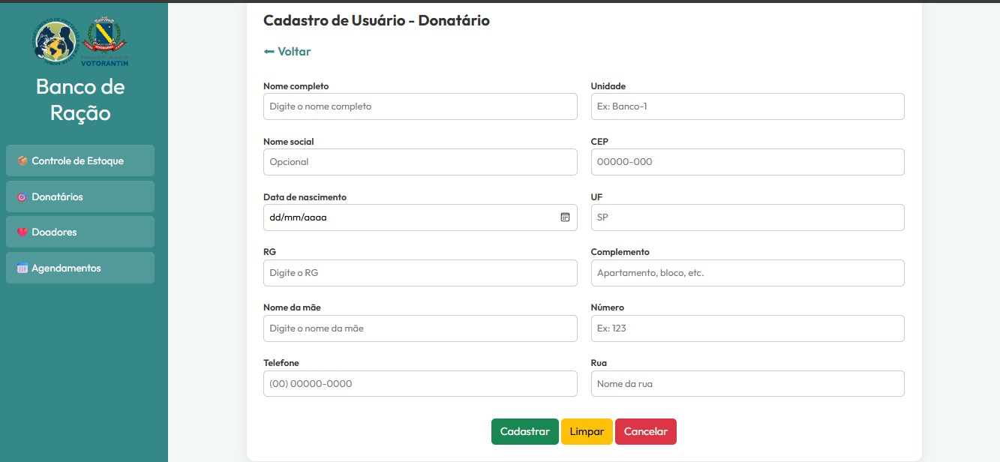 VOTORANTIM
Banco de
Ração
Controle de Estoque
Donatários
Doadores
Agendamentos
Cadastro de Usuário - Donatário
Voltar
Nome completo
Digite o nome completo
Unidade
Ex: Banco-1
Nome social
Opcional
CEP
00000-000
Data de nascimento
dd/mm/aaaa
UF
SP
RG
Digite o RG
Complemento
Apartamento, bloco, etc.
Nome da mãe
Digite o nome da mãe
Número
Ex: 123
Telefone
(00) 00000-0000
Rua
Nome da rua
Cadastrar
Limpar
Cancelar